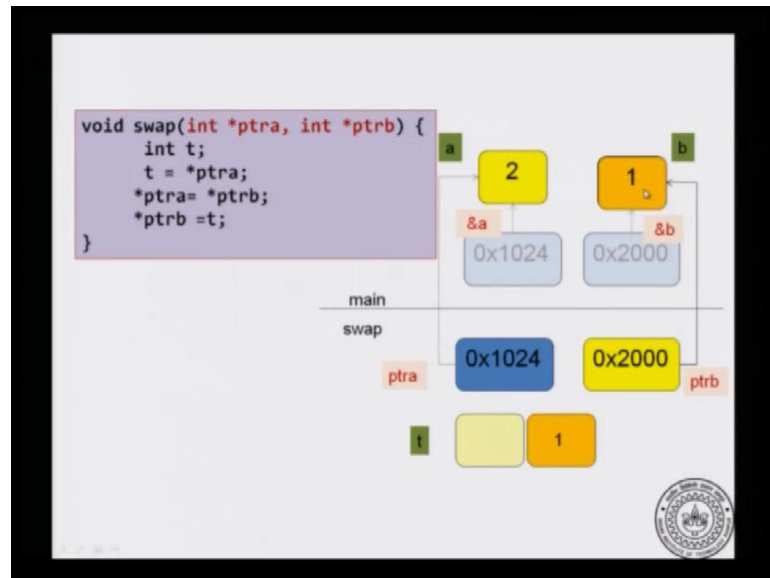 void swap(int *ptra, int *ptrb) {
int t;
t = *ptra;
*ptra= *ptrb;
*ptrb =t;
}
a
2
1
b
&a
&b
0x1024
0x2000
main
swap
ptra
0x1024
0x2000
ptrb
t
1